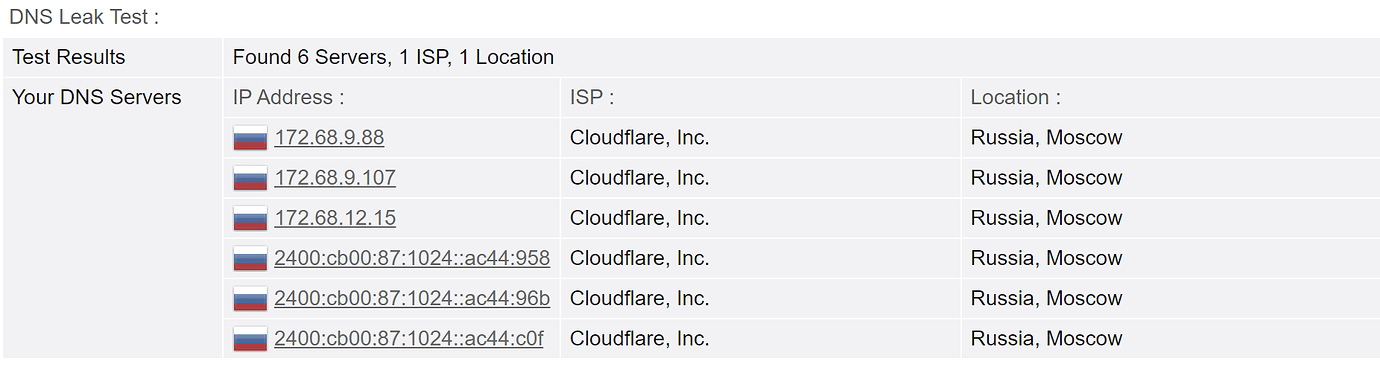 DNS Leak Test :
Test Results Found 6 Servers, 1 ISP, 1 Location
Your DNS Servers IP Address : ISP : Location :
172.68.9.88 Cloudflare, Inc. Russia, Moscow
172.68.9.107 Cloudflare, Inc. Russia, Moscow
172.68.12.15 Cloudflare, Inc. Russia, Moscow
2400:cb00:87:1024::ac44:958 Cloudflare, Inc. Russia, Moscow
2400:cb00:87:1024::ac44:96b Cloudflare, Inc. Russia, Moscow
2400:cb00:87:1024::ac44:c0f Cloudflare, Inc. Russia, Moscow